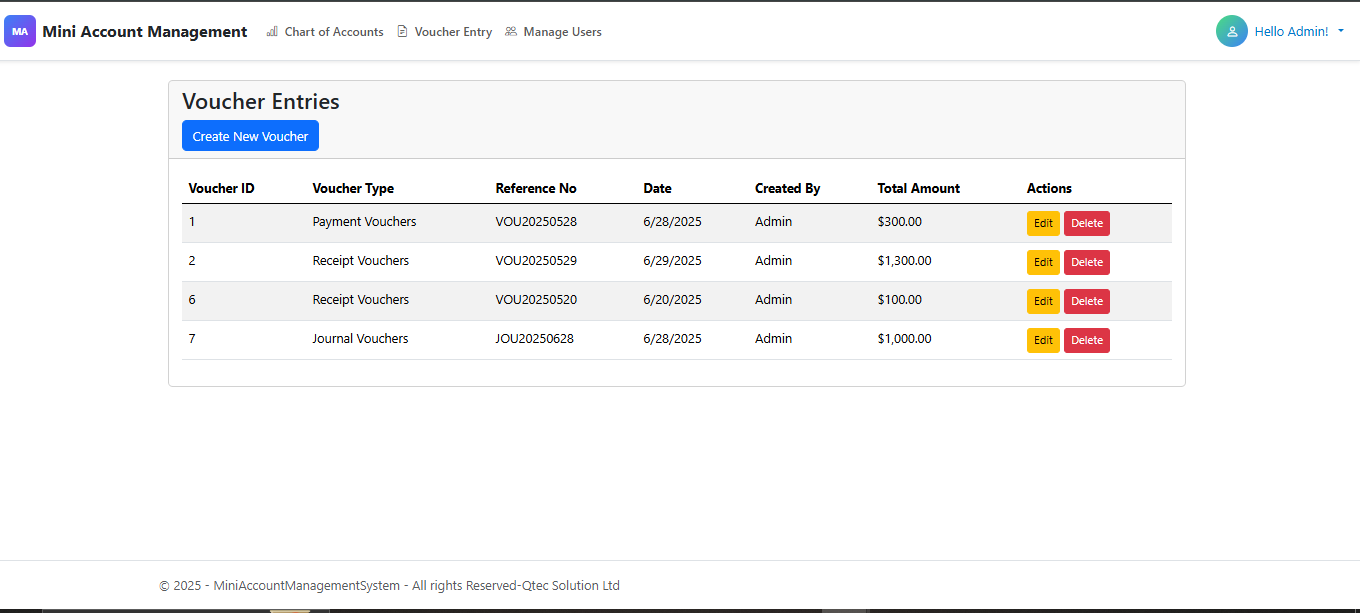 MA Mini Account Management Chart of Accounts Voucher Entry Manage Users Hello Admin!
Voucher Entries
Create New Voucher
Voucher ID Voucher Type Reference No Date Created By Total Amount Actions
1 Payment Vouchers VOU20250528 6/28/2025 Admin $300.00 Edit Delete
2 Receipt Vouchers VOU20250529 6/29/2025 Admin $1,300.00 Edit Delete
6 Receipt Vouchers VOU20250520 6/20/2025 Admin $100.00 Edit Delete
7 Journal Vouchers JOU20250628 6/28/2025 Admin $1,000.00 Edit Delete
© 2025 - MiniAccountManagementSystem - All rights Reserved-Qtec Solution Ltd